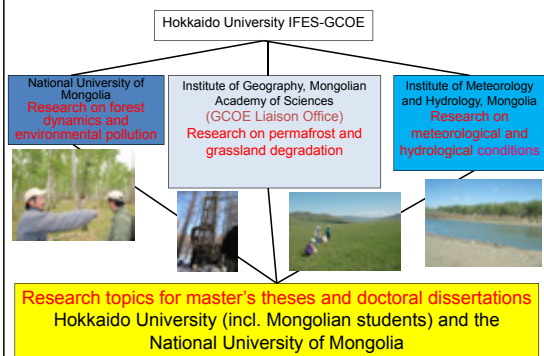 Hokkaido University IFES-GCOE
National University of
Mongolia
Research on forest
dynamics and
environmental pollution
Institute of Geography, Mongolian
Academy of Sciences
(GCOE Liaison Office)
Research on permafrost and
grassland degradation
Institute of Meteorology
and Hydrology, Mongolia
Research on
meteorological and
hydrological conditions
Research topics for master's theses and doctoral dissertations
Hokkaido University (incl. Mongolian students) and the
National University of Mongolia